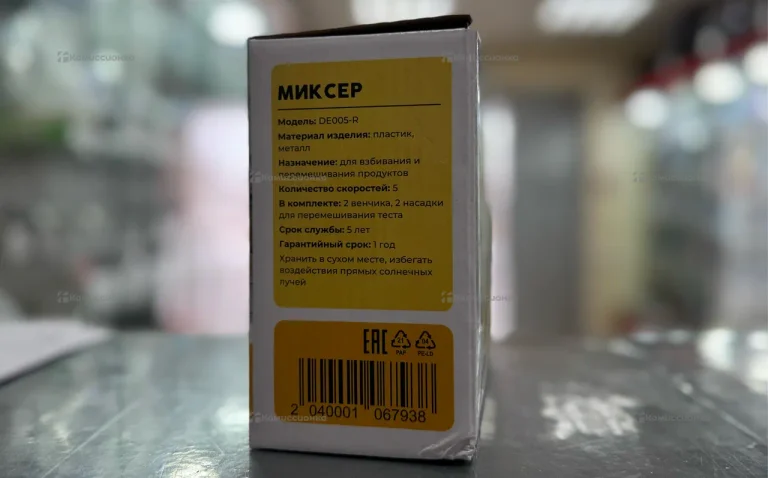 МИКСЕР
Модель: DE005-R
Материал изделия: пластик,
металл
Назначение: для взбивания и
перемешивания продуктов
Количество скоростей: 5
В комплекте: 2 венчика, 2 насадки
для перемешивания теста
Срок службы: 5 лет
Гарантийный срок: 1 год
Хранить в сухом месте, избегать
воздействия прямых солнечных
лучей
ЕАС
21 04
PAP PE-LD
2 040001 067938